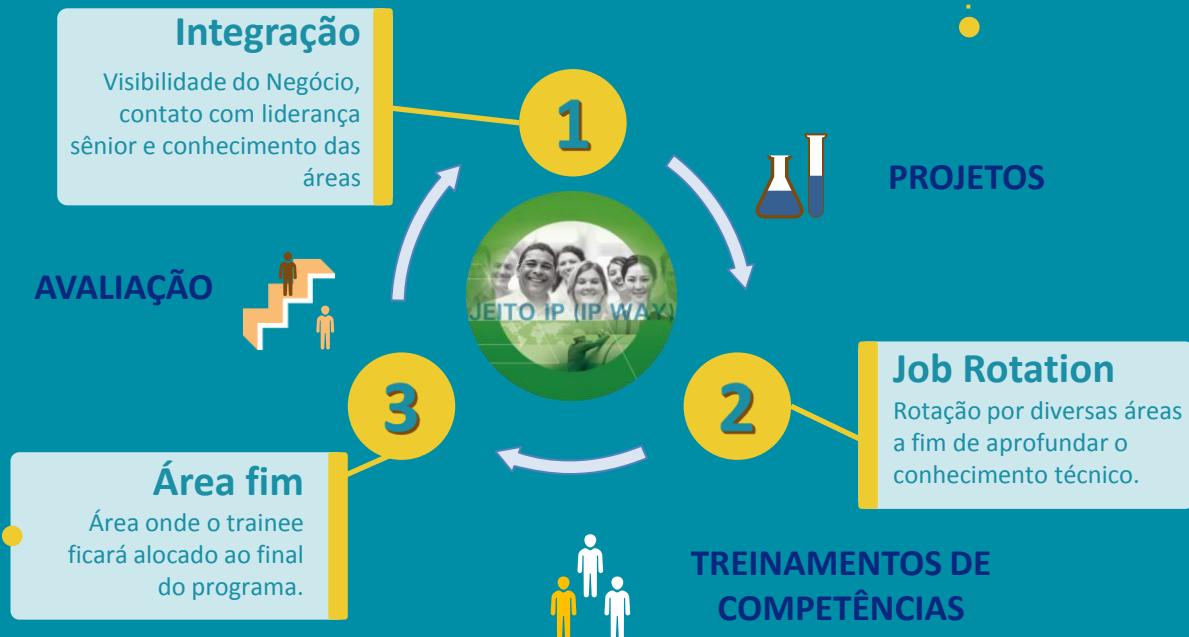 Integração
Visibilidade do Negócio,
contato com liderança
sênior e conhecimento das
áreas
1
PROJETOS
AVALIAÇÃO
JEITO IP (IP WAY)
3
2
Job Rotation
Rotação por diversas áreas
a fim de aprofundar o
conhecimento técnico.
Área fim
Área onde o trainee
ficará alocado ao final
do programa.
TREINAMENTOS DE
COMPETÊNCIAS